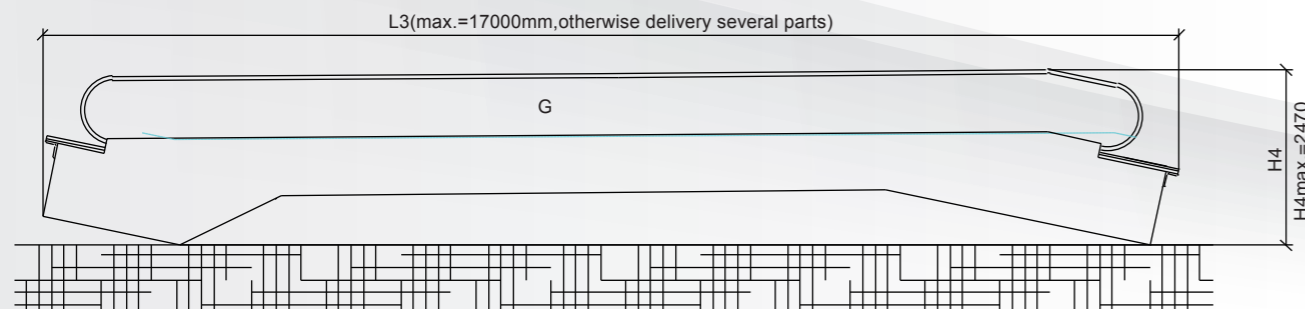 L3(max.=17000mm,otherwise delivery several parts)
G
H4
H4max.=2470